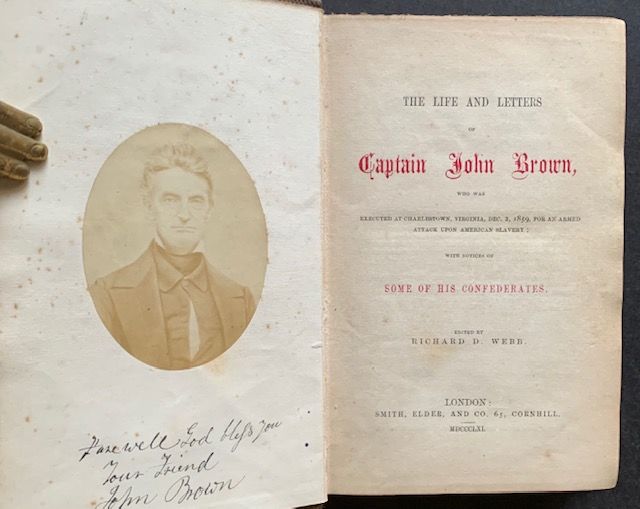 Farewell God bless you
Your Friend
John Brown
THE LIFE AND LETTERS
OF
Captain John Brown,
WHO WAS
EXECUTED AT CHARLESTOWN, VIRGINIA, DEC. 2, 1859, FOR AN ARMED
ATTACK UPON AMERICAN SLAVERY;
WITH NOTICES OF
SOME OF HIS CONFEDERATES.
EDITED BY
RICHARD D. WEBB.
LONDON:
SMITH, ELDER, AND CO. 65, CORNHILL.
MDCCCLXI.